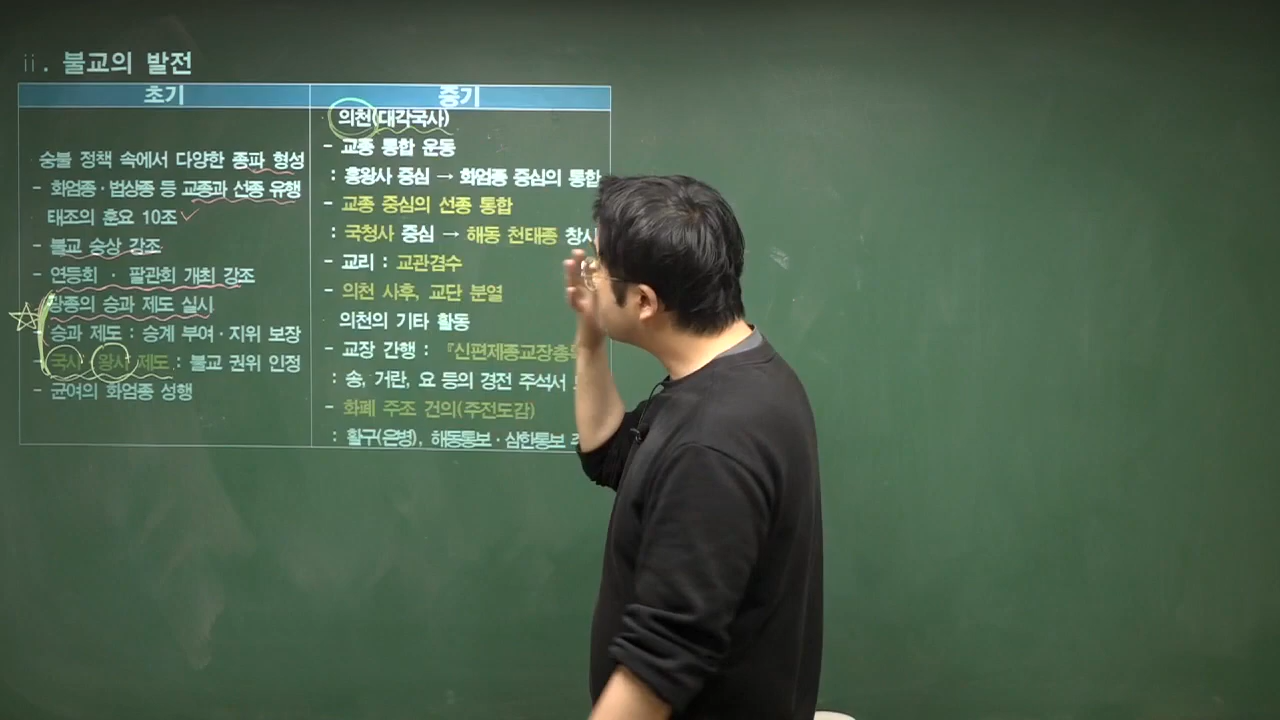 ii. 불교의 발전
초기
숭불 정책 속에서 다양한 종파 형성
- 화엄종·법상종 등 교종과 선종 유행
태조의 훈요 10조
- 불교 숭상 강조
- 연등회 · 팔관회 개최 강조
광종의 승과 제도 실시
- 승과 제도 : 승계 부여·지위 보장
- 국사 · 왕사 제도 : 불교 권위 인정
- 균여의 화엄종 성행
중기
의천(대각국사)
- 교종 통합 운동
: 흥왕사 중심 → 화엄종 중심의 통합
- 교종 중심의 선종 통합
: 국청사 중심 → 해동 천태종 창시
- 교리 : 교관겸수
- 의천 사후, 교단 분열
의천의 기타 활동
- 교장 간행 : 『신편제종교장총
: 송, 거란, 요 등의 경전 주석서
- 화폐 주조 건의(주전도감)
: 활구(은병), 해동통보·삼한통보